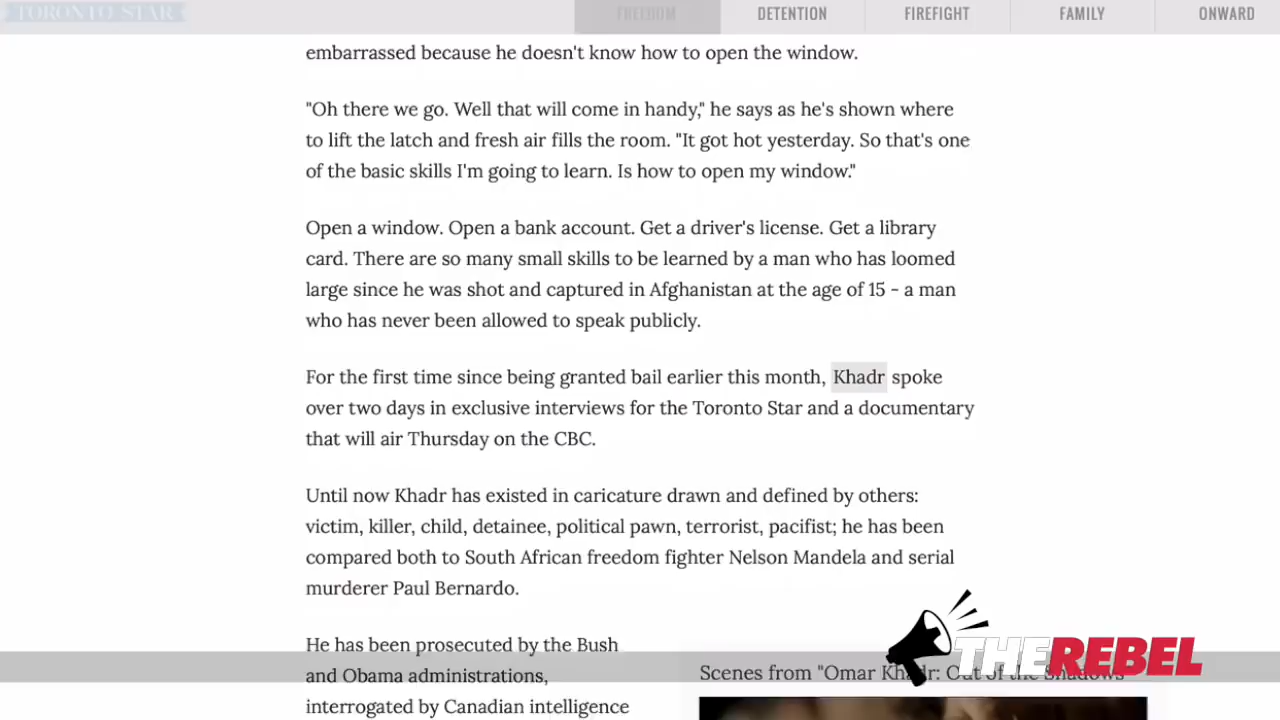 TORONTO STAR
FREEDOM DETENTION FIREFIGHT FAMILY ONWARD
embarrassed because he doesn't know how to open the window.
"Oh there we go. Well that will come in handy," he says as he's shown where
to lift the latch and fresh air fills the room. "It got hot yesterday. So that's one
of the basic skills I'm going to learn. Is how to open my window."
Open a window. Open a bank account. Get a driver's license. Get a library
card. There are so many small skills to be learned by a man who has loomed
large since he was shot and captured in Afghanistan at the age of 15 - a man
who has never been allowed to speak publicly.
For the first time since being granted bail earlier this month, Khadr spoke
over two days in exclusive interviews for the Toronto Star and a documentary
that will air Thursday on the CBC.
Until now Khadr has existed in caricature drawn and defined by others:
victim, killer, child, detainee, political pawn, terrorist, pacifist; he has been
compared both to South African freedom fighter Nelson Mandela and serial
murderer Paul Bernardo.
He has been prosecuted by the Bush
and Obama administrations,
interrogated by Canadian intelligence
Scenes from "Omar Khadr: Out of the Shadows"
THE REBEL